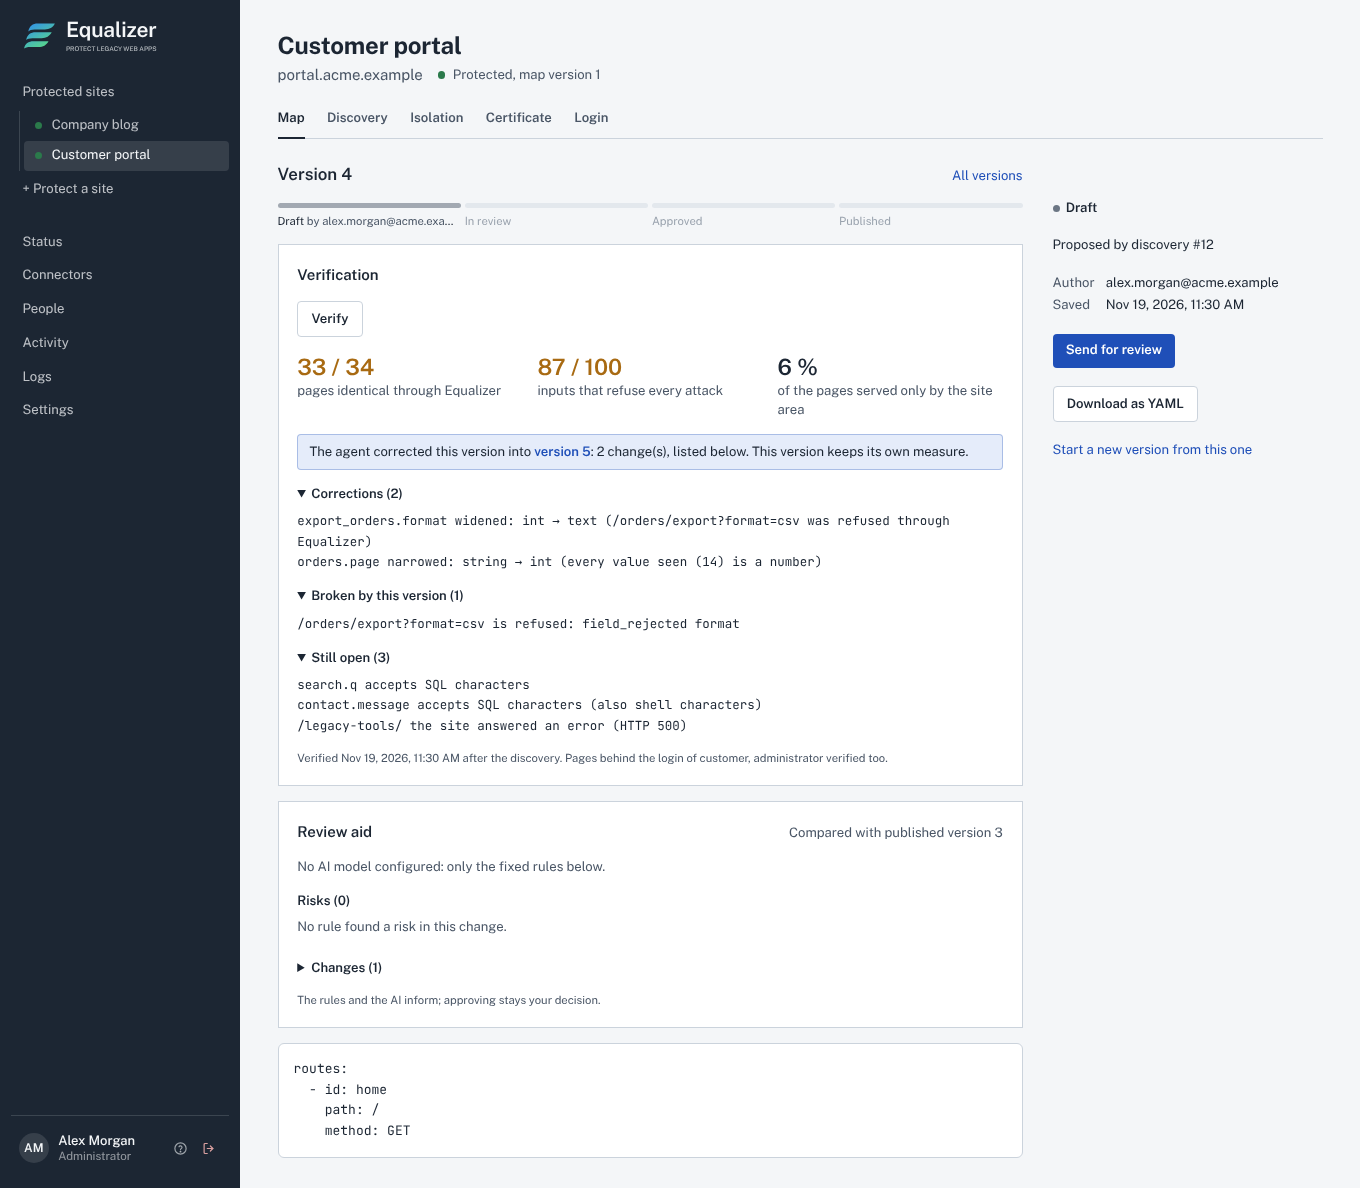 Equalizer
PROTECT LEGACY WEB APPS
Protected sites
Company blog
Customer portal
+ Protect a site
Status
Connectors
People
Activity
Logs
Settings
AM
Alex Morgan
Administrator
Customer portal
portal.acme.example
Protected, map version 1
Map
Discovery
Isolation
Certificate
Login
Version 4
All versions
Draft by alex.morgan@acme.exa...
In review
Approved
Published
Verification
Verify
33 / 34
pages identical through Equalizer
87 / 100
inputs that refuse every attack
6 %
of the pages served only by the site
area
The agent corrected this version into version 5: 2 change(s), listed below. This version keeps its own measure.
▼ Corrections (2)
export_orders.format widened: int → text (/orders/export?format=csv was refused through
Equalizer)
orders.page narrowed: string → int (every value seen (14) is a number)
▼ Broken by this version (1)
/orders/export?format=csv is refused: field_rejected format
▼ Still open (3)
search.q accepts SQL characters
contact.message accepts SQL characters (also shell characters)
/legacy-tools/ the site answered an error (HTTP 500)
Verified Nov 19, 2026, 11:30 AM after the discovery. Pages behind the login of customer, administrator verified too.
Review aid
Compared with published version 3
No AI model configured: only the fixed rules below.
Risks (0)
No rule found a risk in this change.
▶ Changes (1)
The rules and the AI inform; approving stays your decision.
routes:
  - id: home
    path: /
    method: GET
Draft
Proposed by discovery #12
Author alex.morgan@acme.example
Saved Nov 19, 2026, 11:30 AM
Send for review
Download as YAML
Start a new version from this one